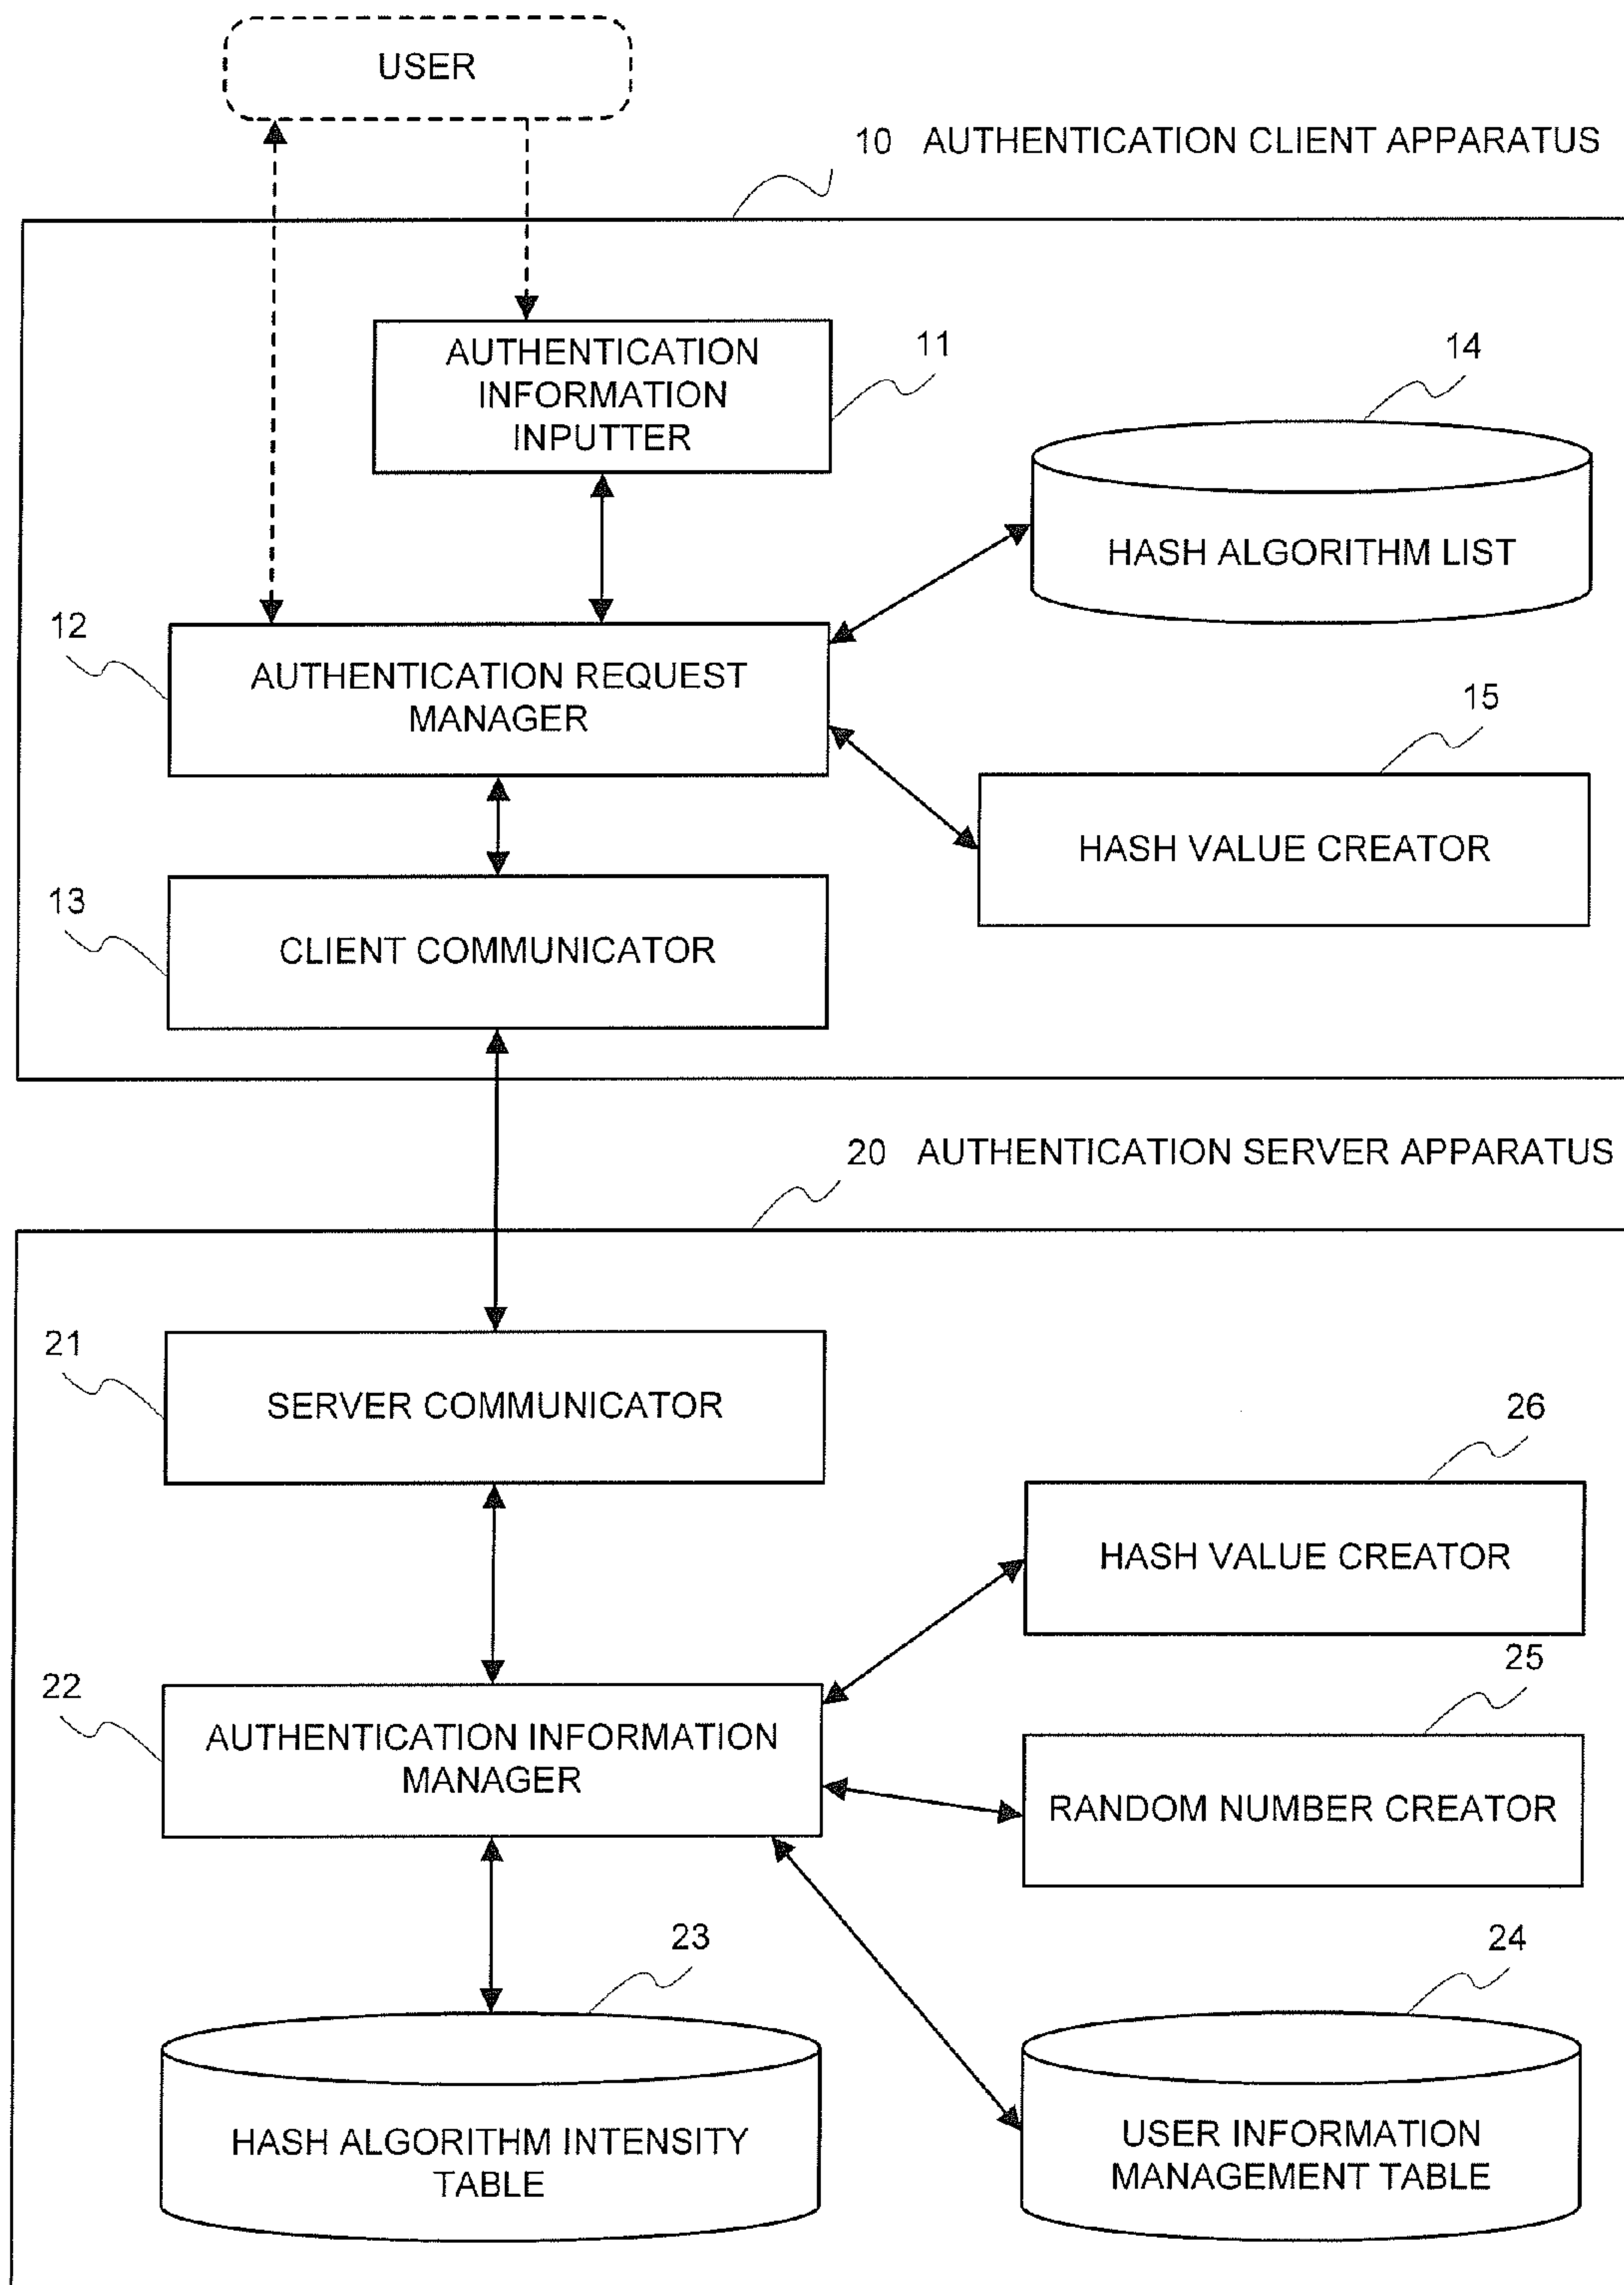 USER
10 AUTHENTICATION CLIENT APPARATUS
AUTHENTICATION
INFORMATION
INPUTTER
11
14
HASH ALGORITHM LIST
12
AUTHENTICATION REQUEST
MANAGER
15
HASH VALUE CREATOR
13
CLIENT COMMUNICATOR
20 AUTHENTICATION SERVER APPARATUS
21
SERVER COMMUNICATOR
26
HASH VALUE CREATOR
22
AUTHENTICATION INFORMATION
MANAGER
25
RANDOM NUMBER CREATOR
23
HASH ALGORITHM INTENSITY
TABLE
24
USER INFORMATION
MANAGEMENT TABLE